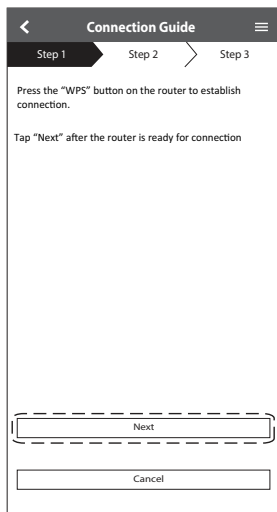 Connection Guide
Step 1 Step 2 Step 3
Press the “WPS” button on the router to establish
connection.
Tap “Next” after the router is ready for connection
Next
Cancel